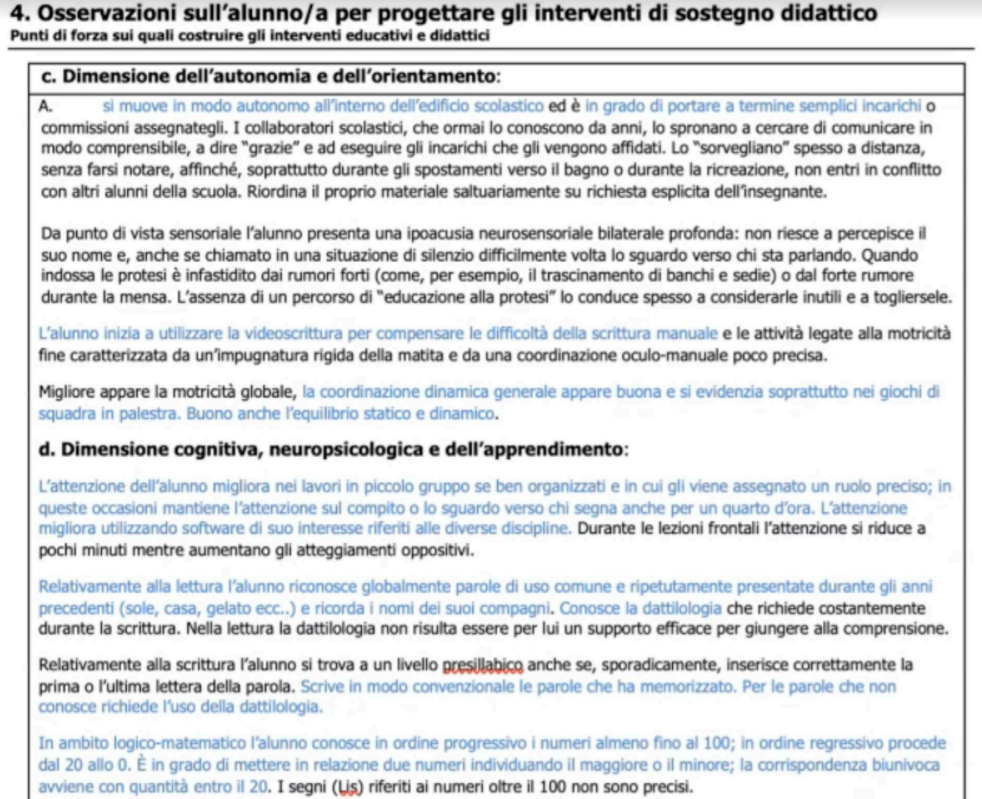 4. Osservazioni sull’alunno/a per progettare gli interventi di sostegno didattico
Punti di forza sui quali costruire gli interventi educativi e didattici
c. Dimensione dell’autonomia e dell’orientamento:
A. si muove in modo autonomo all’interno dell’edificio scolastico ed è in grado di portare a termine semplici incarichi o
commissioni assegnategli. I collaboratori scolastici, che ormai lo conoscono da anni, lo spronano a cercare di comunicare in
modo comprensibile, a dire “grazie” e ad eseguire gli incarichi che gli vengono affidati. Lo “sorvegliano” spesso a distanza,
senza farsi notare, affinché, soprattutto durante gli spostamenti verso il bagno o durante la ricreazione, non entri in conflitto
con altri alunni della scuola. Riordina il proprio materiale saltuariamente su richiesta esplicita dell’insegnante.
Da punto di vista sensoriale l’alunno presenta una ipoacusia neurosensoriale bilaterale profonda: non riesce a percepisce il
suo nome e, anche se chiamato in una situazione di silenzio difficilmente volta lo sguardo verso chi sta parlando. Quando
indossa le protesi è infastidito dai rumori forti (come, per esempio, il trascinamento di banchi e sedie) o dal forte rumore
durante la mensa. L’assenza di un percorso di “educazione alla protesi” lo conduce spesso a considerarle inutili e a togliersele.
L’alunno inizia a utilizzare la videoscrittura per compensare le difficoltà della scrittura manuale e le attività legate alla motricità
fine caratterizzata da un’impugnatura rigida della matita e da una coordinazione oculo-manuale poco precisa.
Migliore appare la motricità globale, la coordinazione dinamica generale appare buona e si evidenzia soprattutto nei giochi di
squadra in palestra. Buono anche l’equilibrio statico e dinamico.
d. Dimensione cognitiva, neuropsicologica e dell’apprendimento:
L’attenzione dell’alunno migliora nei lavori in piccolo gruppo se ben organizzati e in cui gli viene assegnato un ruolo preciso; in
queste occasioni mantiene l’attenzione sul compito o lo sguardo verso chi segna anche per un quarto d’ora. L’attenzione
migliora utilizzando software di suo interesse riferiti alle diverse discipline. Durante le lezioni frontali l’attenzione si riduce a
pochi minuti mentre aumentano gli atteggiamenti oppositivi.
Relativamente alla lettura l’alunno riconosce globalmente parole di uso comune e ripetutamente presentate durante gli anni
precedenti (sole, casa, gelato ecc..) e ricorda i nomi dei suoi compagni. Conosce la dattilologia che richiede costantemente
durante la scrittura. Nella lettura la dattilologia non risulta essere per lui un supporto efficace per giungere alla comprensione.
Relativamente alla scrittura l’alunno si trova a un livello presillabico anche se, sporadicamente, inserisce correttamente la
prima o l’ultima lettera della parola. Scrive in modo convenzionale le parole che ha memorizzato. Per le parole che non
conosce richiede l’uso della dattilologia.
In ambito logico-matematico l’alunno conosce in ordine progressivo i numeri almeno fino al 100; in ordine regressivo procede
dal 20 allo 0. È in grado di mettere in relazione due numeri individuando il maggiore o il minore; la corrispondenza biunivoca
avviene con quantità entro il 20. I segni (Lis) riferiti ai numeri oltre il 100 non sono precisi.